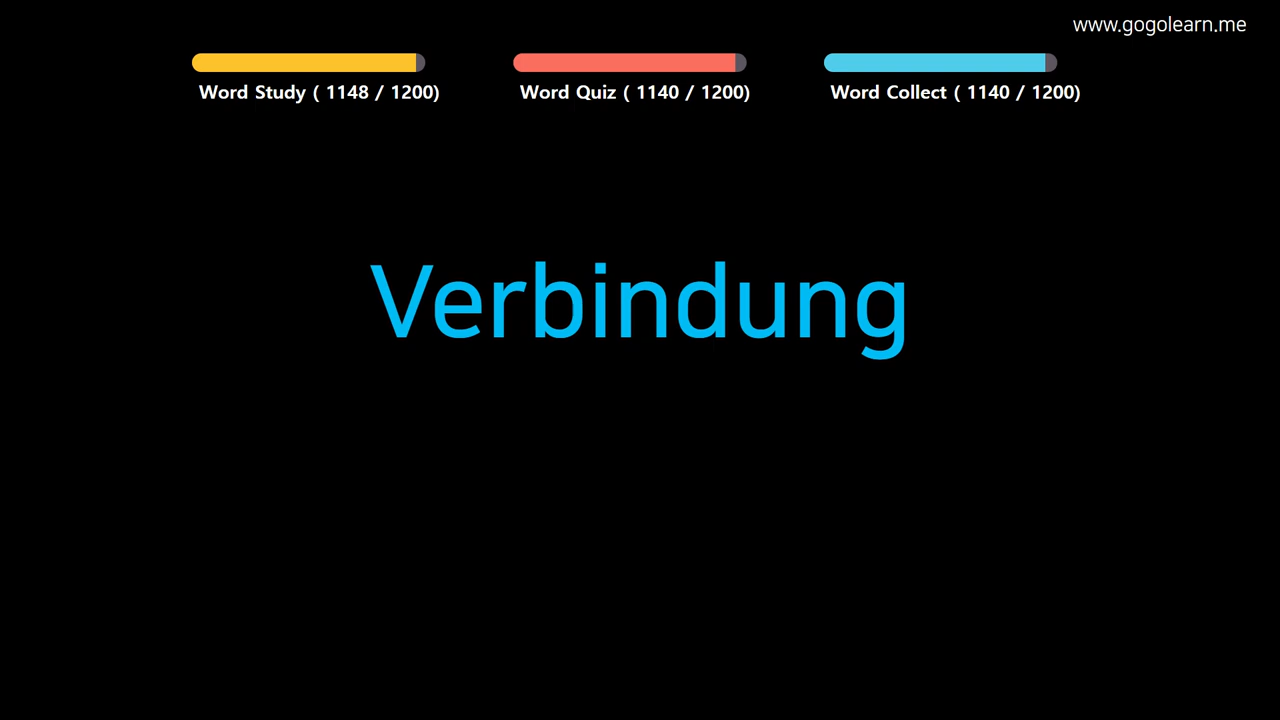 www.gogolearn.me
Word Study ( 1148 / 1200)
Word Quiz ( 1140 / 1200)
Word Collect ( 1140 / 1200)
Verbindung